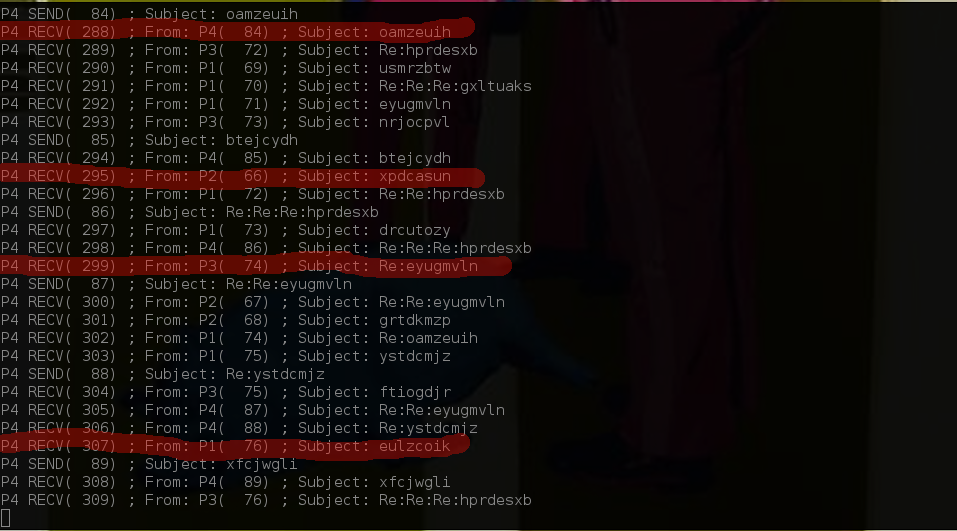 P4 SEND(  84) ; Subject: oamzeuih
P4 RECV( 288) ; From: P4(  84) ; Subject: oamzeuih
P4 RECV( 289) ; From: P3(  72) ; Subject: Re:hprdesxb
P4 RECV( 290) ; From: P1(  69) ; Subject: usmrzbtw
P4 RECV( 291) ; From: P1(  70) ; Subject: Re:Re:Re:gxltuaks
P4 RECV( 292) ; From: P1(  71) ; Subject: eyugmvln
P4 RECV( 293) ; From: P3(  73) ; Subject: nrjocpvl
P4 SEND(  85) ; Subject: btejcydh
P4 RECV( 294) ; From: P4(  85) ; Subject: btejcydh
P4 RECV( 295) ; From: P2(  66) ; Subject: xpdcasun
P4 RECV( 296) ; From: P1(  72) ; Subject: Re:Re:hprdesxb
P4 SEND(  86) ; Subject: Re:Re:Re:hprdesxb
P4 RECV( 297) ; From: P1(  73) ; Subject: drcutozy
P4 RECV( 298) ; From: P4(  86) ; Subject: Re:Re:Re:hprdesxb
P4 RECV( 299) ; From: P3(  74) ; Subject: Re:eyugmvln
P4 SEND(  87) ; Subject: Re:Re:eyugmvln
P4 RECV( 300) ; From: P2(  67) ; Subject: Re:Re:eyugmvln
P4 RECV( 301) ; From: P2(  68) ; Subject: grtdkmzp
P4 RECV( 302) ; From: P1(  74) ; Subject: Re:oamzeuih
P4 RECV( 303) ; From: P1(  75) ; Subject: ystdcmjz
P4 SEND(  88) ; Subject: Re:ystdcmjz
P4 RECV( 304) ; From: P3(  75) ; Subject: ftiogdjr
P4 RECV( 305) ; From: P4(  87) ; Subject: Re:Re:eyugmvln
P4 RECV( 306) ; From: P4(  88) ; Subject: Re:ystdcmjz
P4 RECV( 307) ; From: P1(  76) ; Subject: eulzcoik
P4 SEND(  89) ; Subject: xfcjwgli
P4 RECV( 308) ; From: P4(  89) ; Subject: xfcjwgli
P4 RECV( 309) ; From: P3(  76) ; Subject: Re:Re:Re:hprdesxb